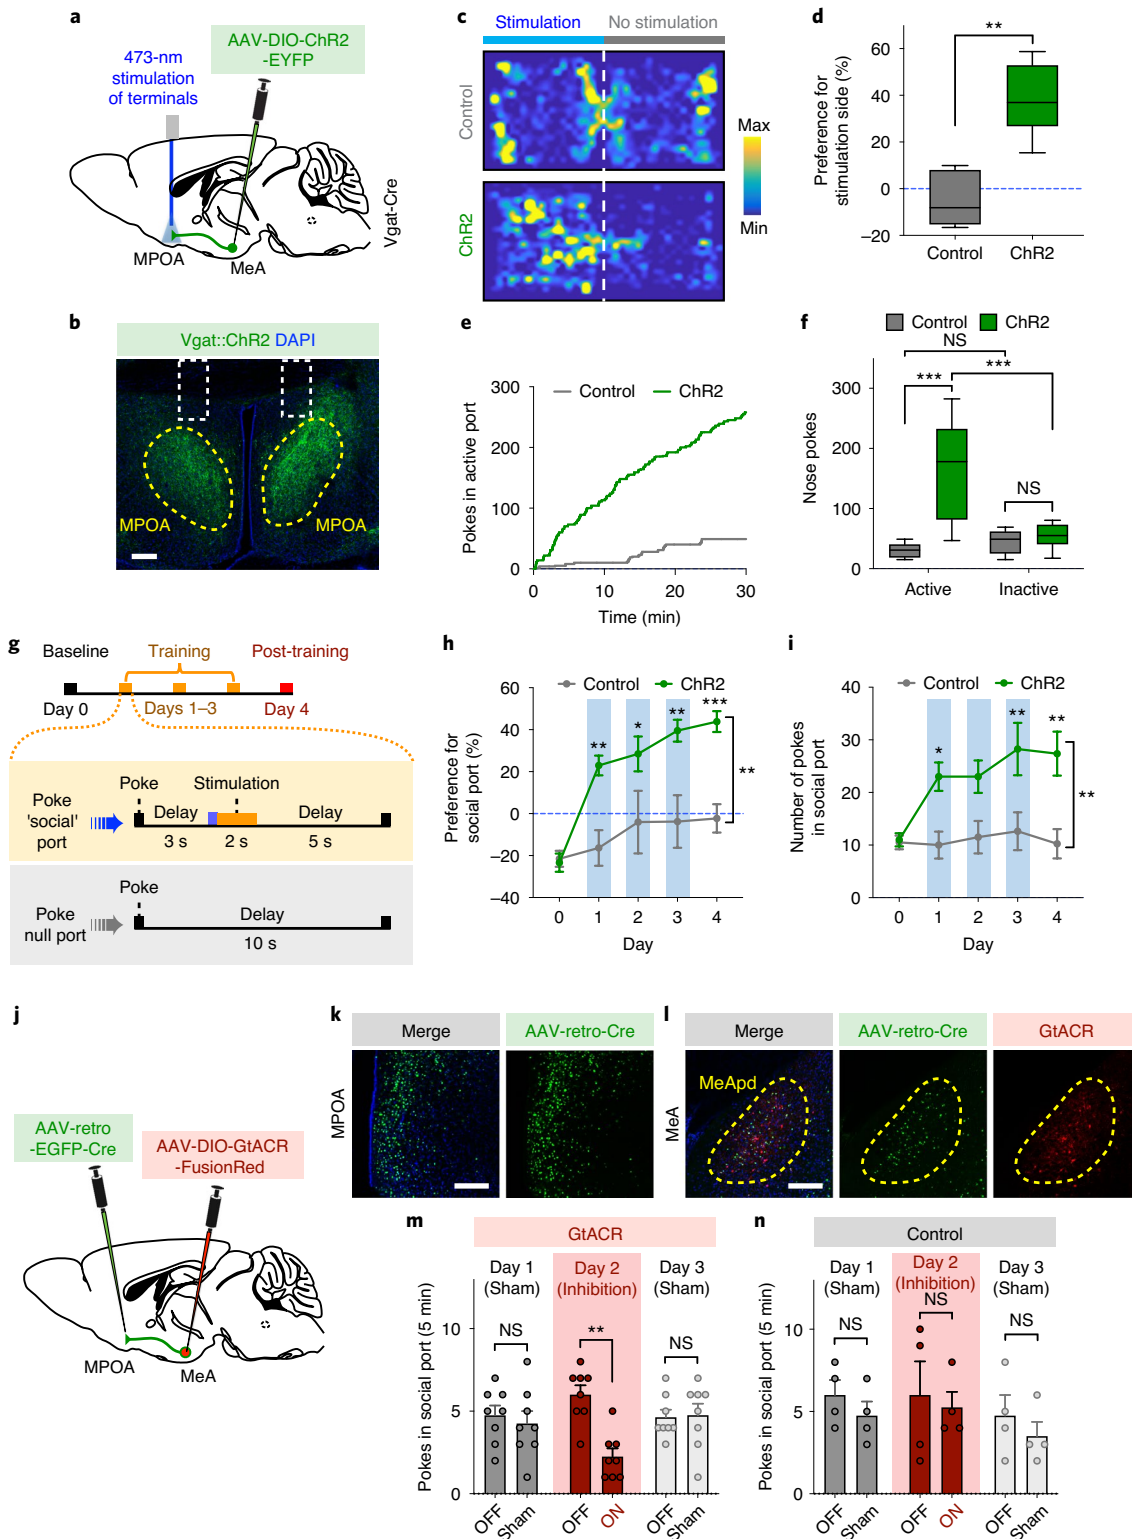 a
AAV-DIO-ChR2
-EYFP
473-nm
stimulation
of terminals
MPOA
MeA
Vgat-Cre
b
Vgat::ChR2 DAPI
MPOA
MPOA
c
Stimulation
No stimulation
Control
ChR2
Max
Min
d
Preference for
stimulation side (%)
60
40
20
0
–20
**
Control
ChR2
e
Pokes in active port
300
200
100
0
Control
ChR2
0
10
20
30
Time (min)
f
Control
ChR2
NS
***
***
NS
Nose pokes
300
200
100
0
Active
Inactive
g
Baseline
Training
Post-training
Day 0
Days 1–3
Day 4
Poke
'social'
port
Poke
Stimulation
Delay
Delay
3 s
2 s
5 s
Poke
null port
Poke
Delay
10 s
h
Control
ChR2
Preference for
social port (%)
60
40
20
0
–20
–40
**
*
**
***
**
0
1
2
3
4
Day
i
Control
ChR2
Number of pokes
in social port
40
30
20
10
0
*
**
**
**
0
1
2
3
4
Day
j
AAV-retro
-EGFP-Cre
AAV-DIO-GtACR
-FusionRed
MPOA
MeA
k
Merge
AAV-retro-Cre
MPOA
l
Merge
AAV-retro-Cre
GtACR
MeA
MeApd
m
GtACR
Day 1
(Sham)
Day 2
(Inhibition)
Day 3
(Sham)
NS
**
NS
Pokes in social port (5 min)
10
5
0
OFF
Sham
OFF
ON
OFF
Sham
n
Control
Day 1
(Sham)
Day 2
(Inhibition)
Day 3
(Sham)
NS
NS
NS
Pokes in social port (5 min)
10
5
0
OFF
Sham
OFF
ON
OFF
Sham